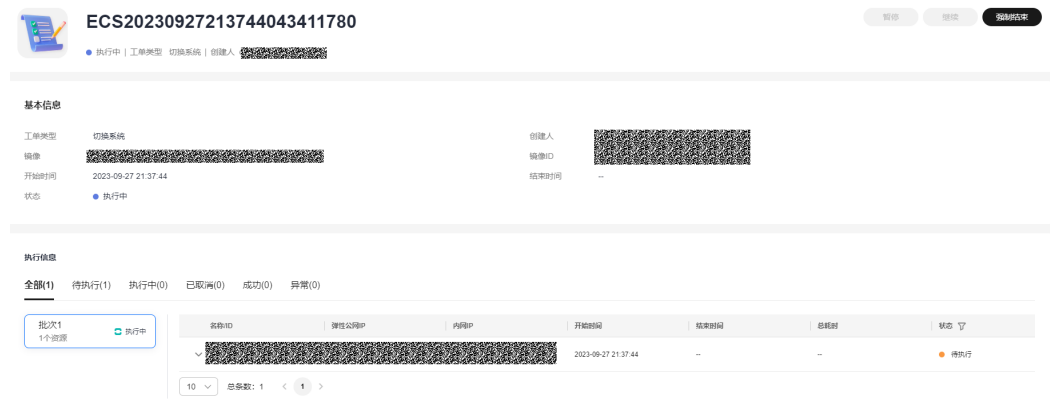 ECS20230927213744043411780
暂停 继续 强制结束
执行中 | 工单类型 切换系统 | 创建人
基本信息
工单类型 切换系统 创建人
镜像 镜像ID
开始时间 2023-09-27 21:37:44 结束时间 --
状态 执行中
执行信息
全部(1) 待执行(1) 执行中(0) 已取消(0) 成功(0) 异常(0)
批次1
1个资源
执行中
名称/ID 弹性公网IP 内网IP 开始时间 结束时间 总耗时 状态
2023-09-27 21:37:44 -- -- 待执行
10 总条数：1 < 1 >